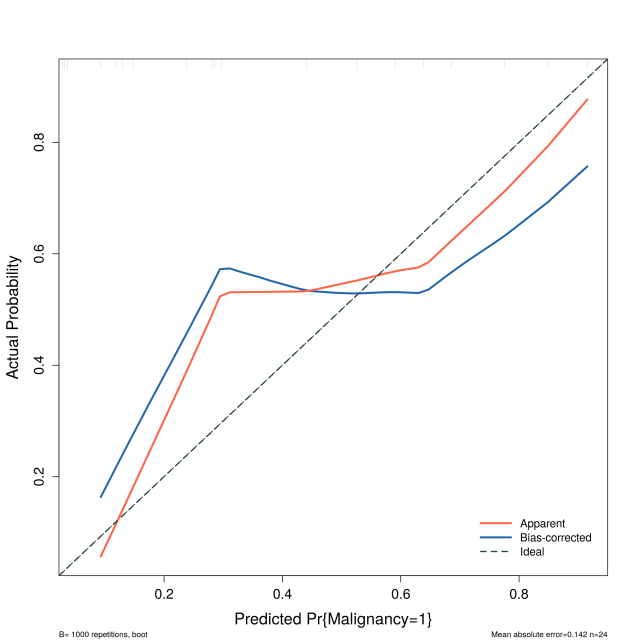 0.8
0.6
0.4
0.2
Actual Probability
Apparent
Bias-corrected
Ideal
0.2 0.4 0.6 0.8
Predicted Pr{Malignancy=1}
B= 1000 repetitions, boot
Mean absolute error=0.142 n=24